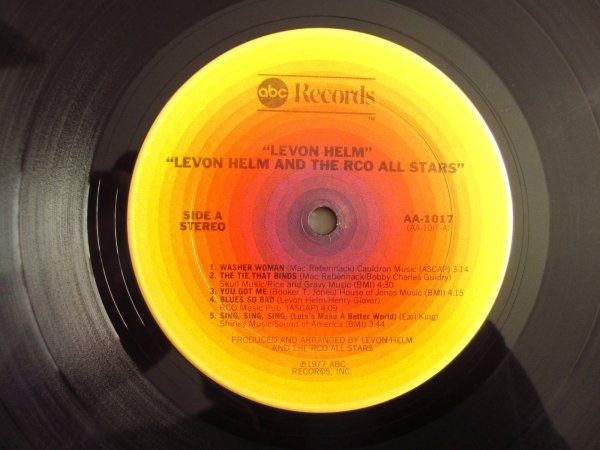 abc Records
TM
"LEVON HELM"
"LEVON HELM AND THE RCO ALL STARS"
SIDE A
STEREO
AA-1017
(AA-1017-A)
1. WASHER WOMAN (Mac Rebennack) Cauldron Music (ASCAP) 3:14
2. THE TIE THAT BINDS (Mac Rebennack/Bobby Charles Guidry)
Skull Music/Rice and Gravy Music (BMI) 4:30
3. YOU GOT ME (Booker T. Jones) House of Jones Music (BMI) 4:15
4. BLUES SO BAD (Levon Helm/Henry Glover)
RCO Music Pub. (ASCAP) 4:09
5. SING, SING, SING, (Let's Make A Better World) (Earl King)
Shirley Music/Sound of America (BMI) 3:44
PRODUCED AND ARRANGED BY LEVON HELM
AND THE RCO ALL STARS
℗1977 ABC
RECORDS, INC.